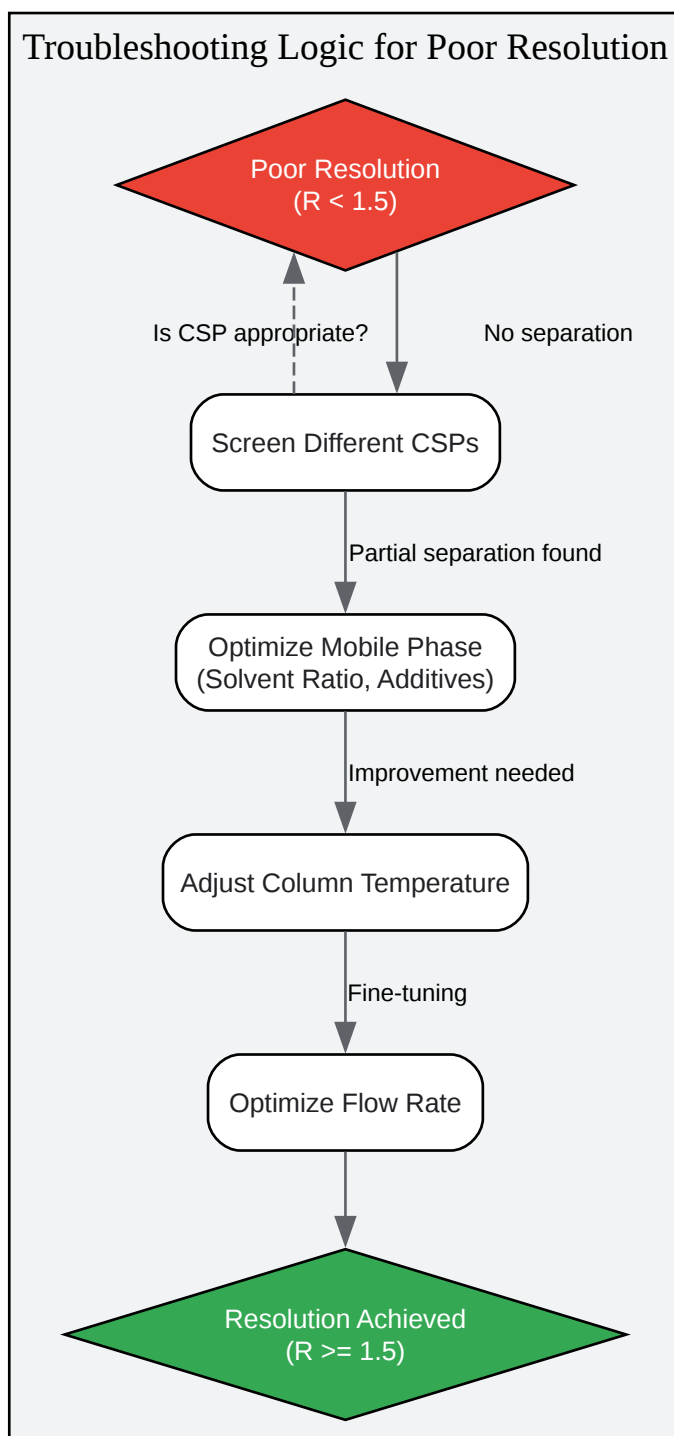 Troubleshooting Logic for Poor Resolution
Poor Resolution
(R < 1.5)
Is CSP appropriate?
No separation
Screen Different CSPs
Partial separation found
Optimize Mobile Phase
(Solvent Ratio, Additives)
Improvement needed
Adjust Column Temperature
Fine-tuning
Optimize Flow Rate
Resolution Achieved
(R >= 1.5)